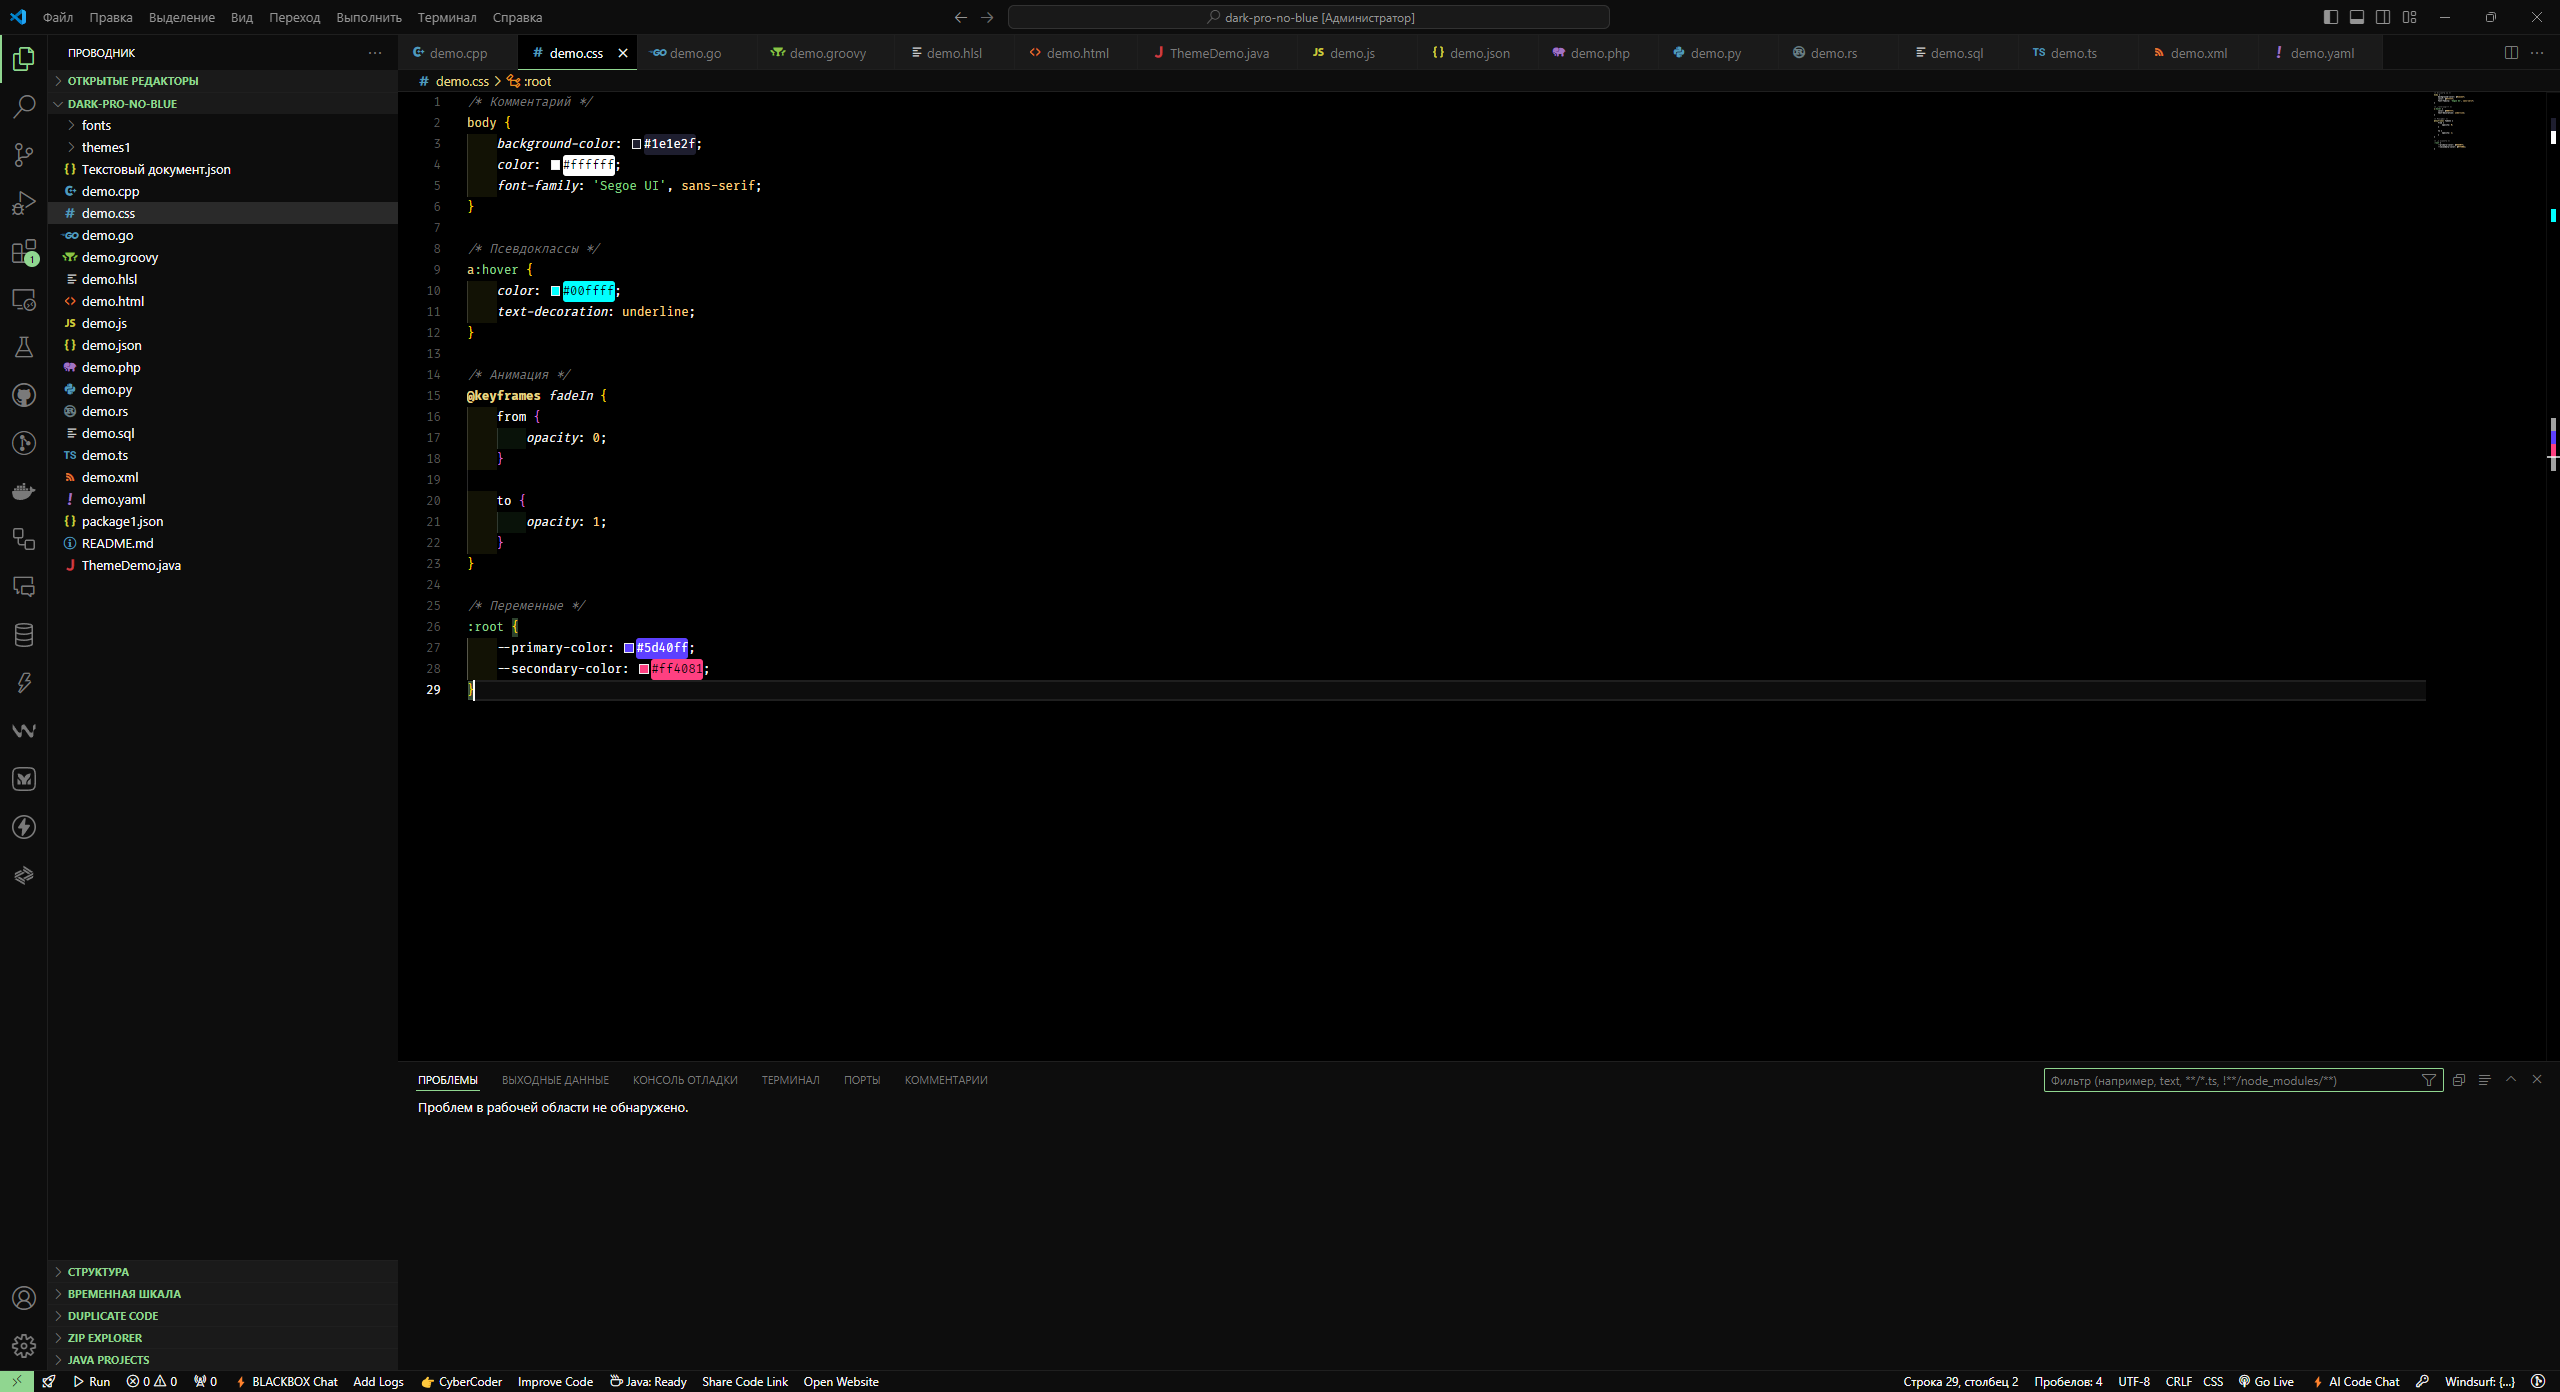 Файл Правка Выделение Вид Переход Выполнить Терминал Справка
dark-pro-no-blue [Администратор]
ПРОВОДНИК
ОТКРЫТЫЕ РЕДАКТОРЫ
DARK-PRO-NO-BLUE
fonts
themes1
{} Текстовый документ.json
demo.cpp
# demo.css
GO demo.go
demo.groovy
demo.hlsl
<> demo.html
JS demo.js
{} demo.json
demo.php
demo.py
demo.rs
demo.sql
TS demo.ts
demo.xml
! demo.yaml
{} package1.json
README.md
J ThemeDemo.java
1
СТРУКТУРА
ВРЕМЕННАЯ ШКАЛА
DUPLICATE CODE
ZIP EXPLORER
JAVA PROJECTS
demo.cpp # demo.css GO demo.go demo.groovy demo.hlsl <> demo.html J ThemeDemo.java JS demo.js {} demo.json demo.php demo.py demo.rs demo.sql TS demo.ts demo.xml ! demo.yaml
# demo.css > :root
1 /* Комментарий */
2 body {
3 background-color: #1e1e2f;
4 color: #ffffff;
5 font-family: 'Segoe UI', sans-serif;
6 }
7
8 /* Псевдоклассы */
9 a:hover {
10 color: #00ffff;
11 text-decoration: underline;
12 }
13
14 /* Анимация */
15 @keyframes fadeIn {
16 from {
17 opacity: 0;
18 }
19
20 to {
21 opacity: 1;
22 }
23 }
24
25 /* Переменные */
26 :root {
27 --primary-color: #5d40ff;
28 --secondary-color: #ff4081;
29 }
ПРОБЛЕМЫ ВЫХОДНЫЕ ДАННЫЕ КОНСОЛЬ ОТЛАДКИ ТЕРМИНАЛ ПОРТЫ КОММЕНТАРИИ
Фильтр (например, text, **/*.ts, !**/node_modules/**)
Проблем в рабочей области не обнаружено.
Run 0 0 0 BLACKBOX Chat Add Logs CyberCoder Improve Code Java: Ready Share Code Link Open Website
Строка 29, столбец 2 Пробелов: 4 UTF-8 CRLF CSS Go Live AI Code Chat Windsurf: {...}